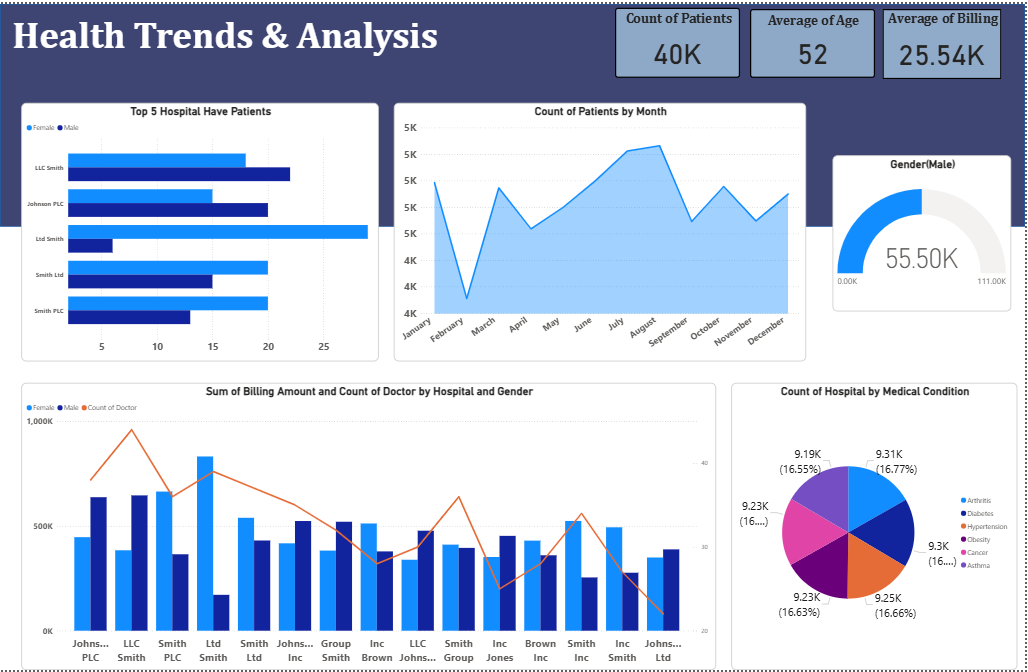 Health Trends & Analysis
Count of Patients
40K
Average of Age
52
Average of Billing
25.54K
Top 5 Hospital Have Patients
Female Male
LLC Smith
Johnson PLC
Ltd Smith
Smith Ltd
Smith PLC
5 10 15 20 25
Count of Patients by Month
5K
5K
5K
5K
5K
4K
4K
4K
January February March April May June July August September October November December
Gender(Male)
55.50K
0.00K 111.00K
Sum of Billing Amount and Count of Doctor by Hospital and Gender
Female Male Count of Doctor
1,000K
500K
0K
40
30
20
Johns... LLC Smith Ltd Smith Johns... Group Inc LLC Smith Inc Brown Smith Inc Johns...
PLC Smith PLC Smith Ltd Inc Smith Brown Johns... Group Jones Inc Inc Smith Ltd
Count of Hospital by Medical Condition
9.31K
(16.77%)
9.3K
(16....)
9.25K
(16.66%)
9.23K
(16.63%)
9.23K
(16....)
9.19K
(16.55%)
Arthritis
Diabetes
Hypertension
Obesity
Cancer
Asthma